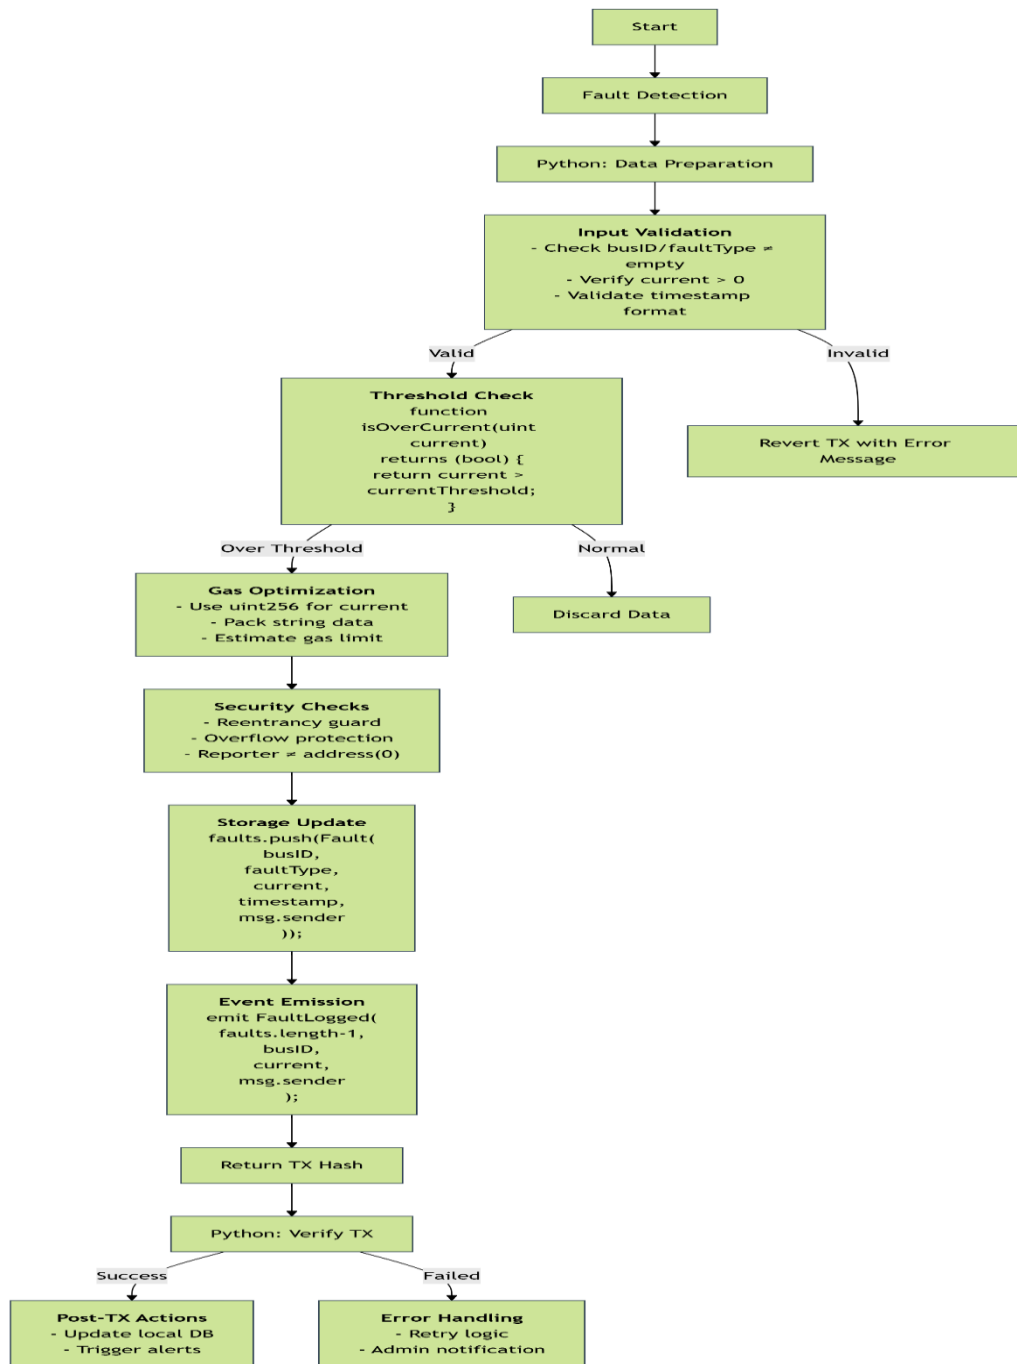 Start
Fault Detection
Python: Data Preparation
Input Validation
- Check busID/faultType ≠
empty
- Verify current > 0
- Validate timestamp
format
Valid
Invalid
Threshold Check
function
isOverCurrent(uint
current)
returns (bool) {
return current >
currentThreshold;
}
Revert TX with Error
Message
Over Threshold
Normal
Gas Optimization
- Use uint256 for current
- Pack string data
- Estimate gas limit
Discard Data
Security Checks
- Reentrancy guard
- Overflow protection
- Reporter ≠ address(0)
Storage Update
faults.push(Fault(
busID,
faultType,
current,
timestamp,
msg.sender
));
Event Emission
emit FaultLogged(
faults.length-1,
busID,
current,
msg.sender
);
Return TX Hash
Python: Verify TX
Success
Failed
Post-TX Actions
- Update local DB
- Trigger alerts
Error Handling
- Retry logic
- Admin notification